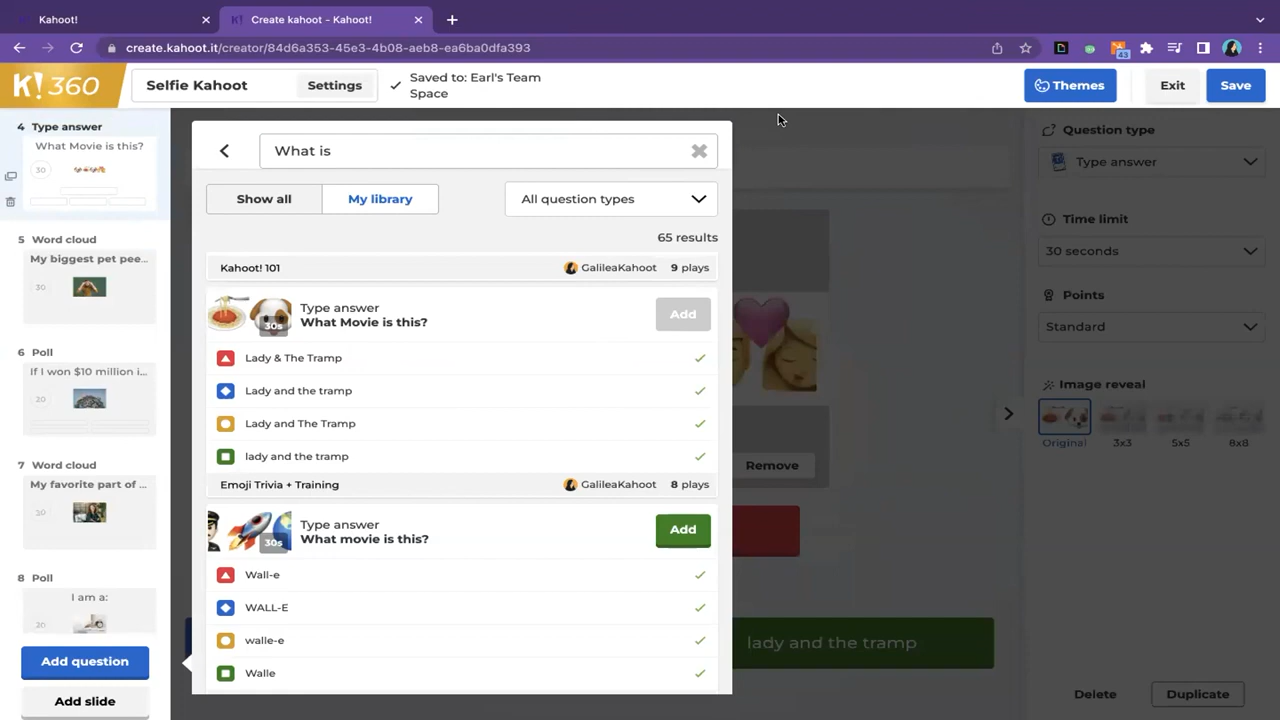 Kahoot!
Create kahoot - Kahoot!
create.kahoot.it/creator/84d6a353-45e3-4b08-aeb8-ea6ba0dfa393
43
K! 360
Selfie Kahoot
Settings
Saved to: Earl's Team
Space
Themes
Exit
Save
4 Type answer
What Movie is this?
30
5 Word cloud
My biggest pet pee...
30
6 Poll
If I won $10 million i...
20
7 Word cloud
My favorite part of ...
8 Poll
I am a:
20
Add question
Add slide
What is
Show all
My library
All question types
65 results
Kahoot! 101
GalileaKahoot
9 plays
30s
Type answer
What Movie is this?
Add
Lady & The Tramp
Lady and the tramp
Lady and The Tramp
lady and the tramp
Emoji Trivia + Training
GalileaKahoot
8 plays
30s
Type answer
What movie is this?
Add
Wall-e
WALL-E
walle-e
Walle
Remove
lady and the tramp
Question type
Type answer
Time limit
30 seconds
Points
Standard
Image reveal
Original
3x3
5x5
8x8
Delete
Duplicate